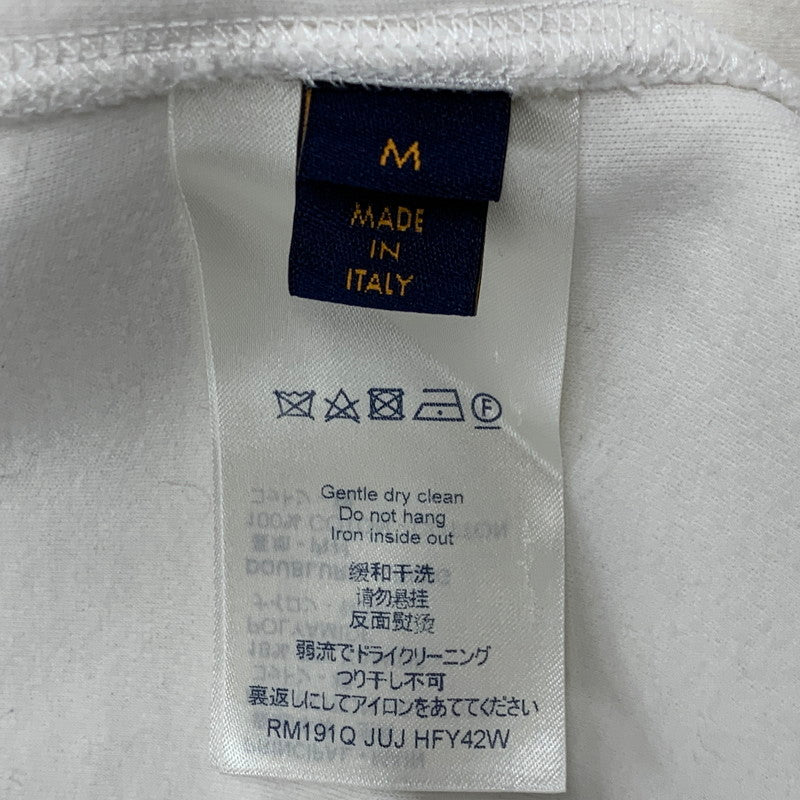 M
MADE
IN
ITALY
F
Gentle dry clean
Do not hang
Iron inside out
缓和干洗
请勿悬挂
反面熨烫
弱流でドライクリーニング
つり干し不可
裏返しにしてアイロンをあててください
RM191Q JUJ HFY42W